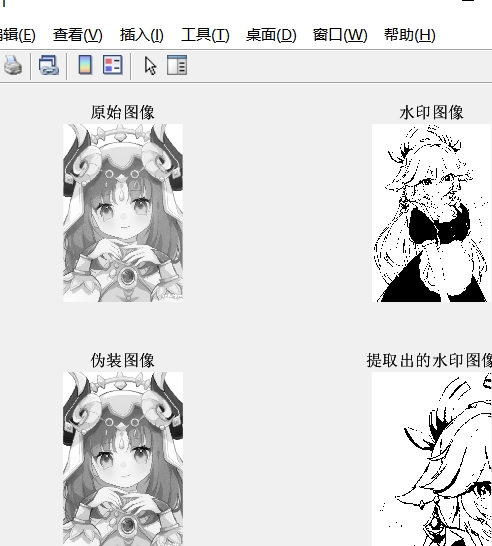 辑(E) 查看(V) 插入(I) 工具(T) 桌面(D) 窗口(W) 帮助(H)
原始图像 水印图像
伪装图像 提取出的水印图像